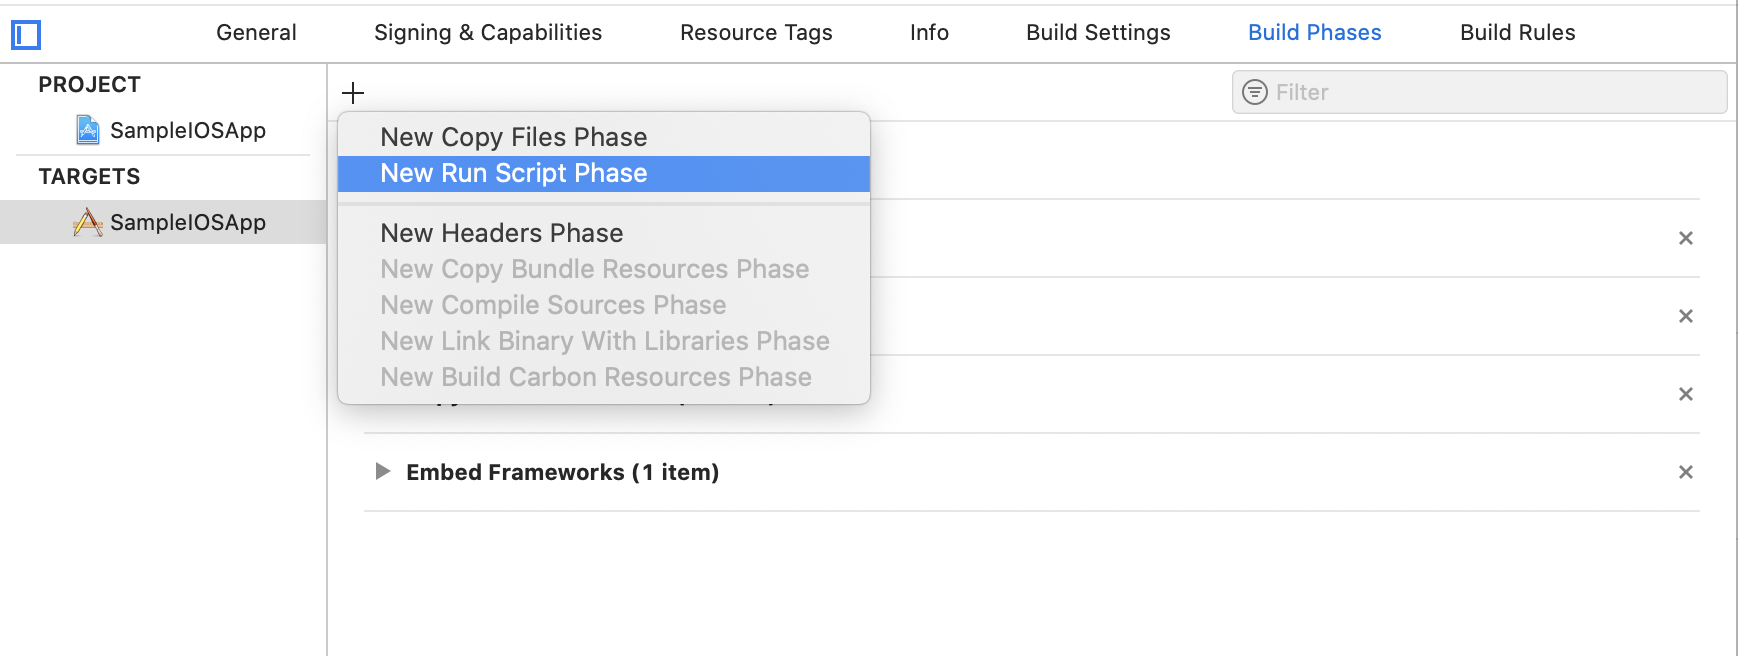 General Signing & Capabilities Resource Tags Info Build Settings Build Phases Build Rules
PROJECT
SampleIOSApp
TARGETS
SampleIOSApp
Filter
New Copy Files Phase
New Run Script Phase
New Headers Phase
New Copy Bundle Resources Phase
New Compile Sources Phase
New Link Binary With Libraries Phase
New Build Carbon Resources Phase
Embed Frameworks (1 item)